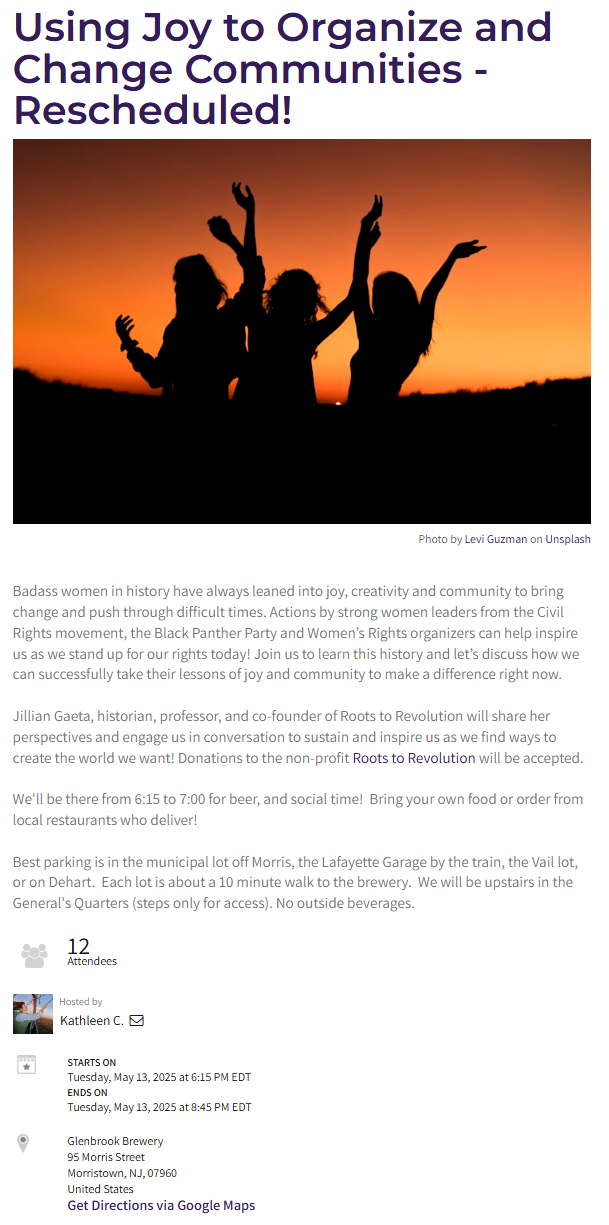 Using Joy to Organize and
Change Communities -
Rescheduled!
Photo by Levi Guzman on Unsplash
Badass women in history have always leaned into joy, creativity and community to bring
change and push through difficult times. Actions by strong women leaders from the Civil
Rights movement, the Black Panther Party and Women’s Rights organizers can help inspire
us as we stand up for our rights today! Join us to learn this history and let’s discuss how we
can successfully take their lessons of joy and community to make a difference right now.
Jillian Gaeta, historian, professor, and co-founder of Roots to Revolution will share her
perspectives and engage us in conversation to sustain and inspire us as we find ways to
create the world we want! Donations to the non-profit Roots to Revolution will be accepted.
We'll be there from 6:15 to 7:00 for beer, and social time!  Bring your own food or order from
local restaurants who deliver!
Best parking is in the municipal lot off Morris, the Lafayette Garage by the train, the Vail lot,
or on Dehart.  Each lot is about a 10 minute walk to the brewery.  We will be upstairs in the
General's Quarters (steps only for access). No outside beverages.
12
Attendees
Hosted by
Kathleen C.
STARTS ON
Tuesday, May 13, 2025 at 6:15 PM EDT
ENDS ON
Tuesday, May 13, 2025 at 8:45 PM EDT
Glenbrook Brewery
95 Morris Street
Morristown, NJ, 07960
United States
Get Directions via Google Maps